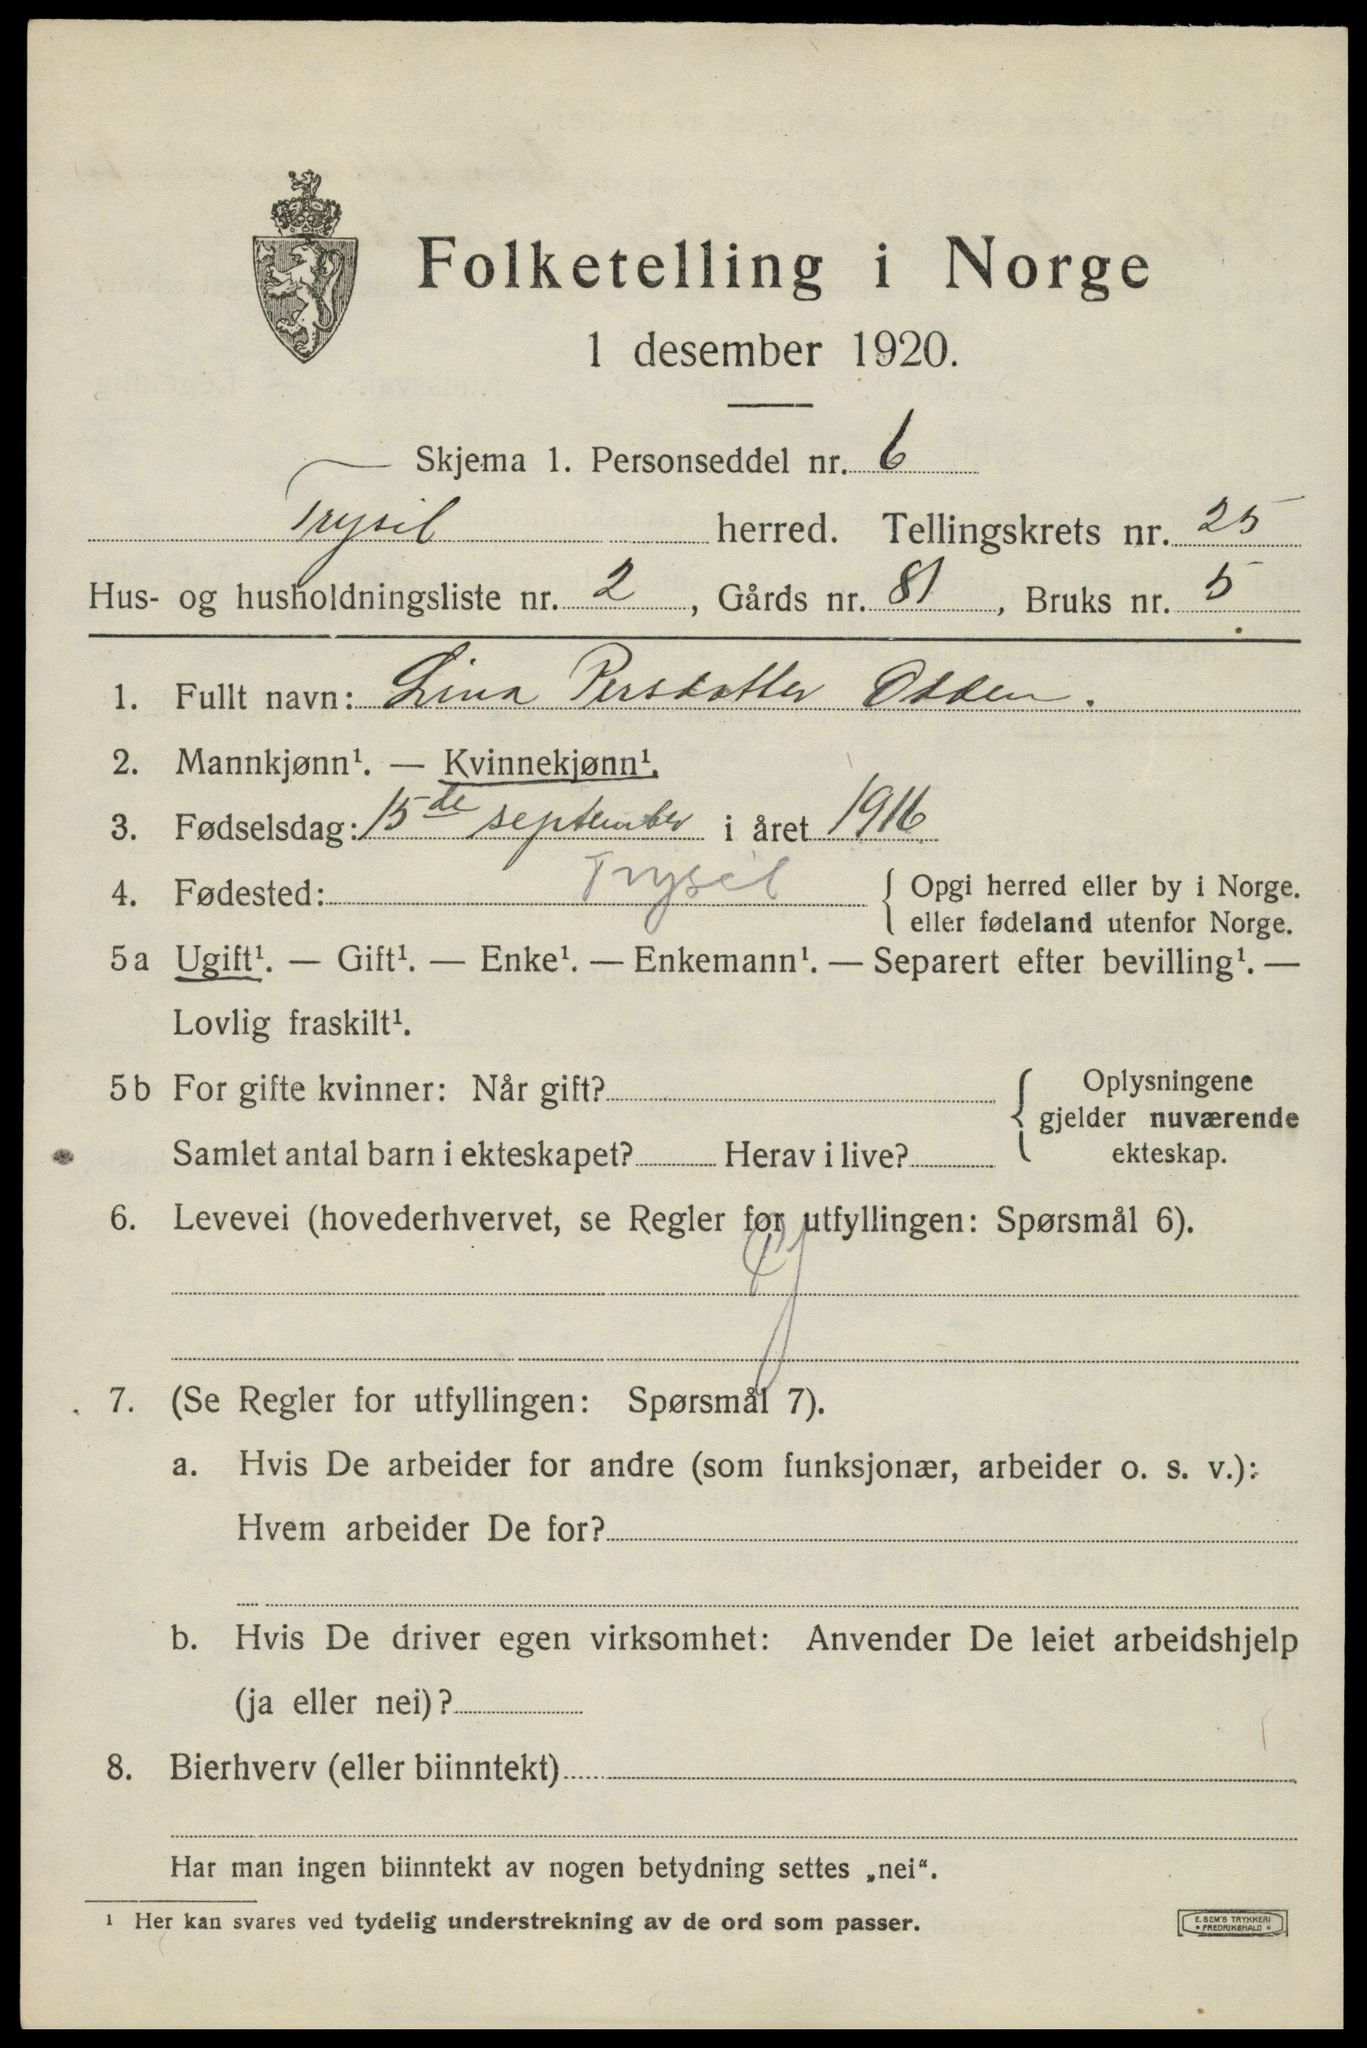 Folketelling i Norge
1 desember 1920.
Skjema 1. Personseddel nr. 6
Trysil herred. Tellingskrets nr. 25
Hus- og husholdningsliste nr. 2, Gårds nr. 81, Bruks nr. 5
1. Fullt navn: Lina Persdatter Odden.
2. Mannkjønn¹. — Kvinnekjønn¹.
3. Fødselsdag: 15de september i året 1916
4. Fødested: Trysil { Opgi herred eller by i Norge.
eller fødeland utenfor Norge.
5a Ugift¹. — Gift¹. — Enke¹. — Enkemann¹. — Separert efter bevilling¹. —
Lovlig fraskilt¹.
5b For gifte kvinner: Når gift? { Oplysningene
gjelder nuværende
Samlet antal barn i ekteskapet? Herav i live? ekteskap.
6. Levevei (hovederhvervet, se Regler for utfyllingen: Spørsmål 6).
7. (Se Regler for utfyllingen: Spørsmål 7).
a. Hvis De arbeider for andre (som funksjonær, arbeider o. s. v.):
Hvem arbeider De for?
b. Hvis De driver egen virksomhet: Anvender De leiet arbeidshjelp
(ja eller nei)?
8. Bierhverv (eller biinntekt)
Har man ingen biinntekt av nogen betydning settes „nei“.
¹ Her kan svares ved tydelig understrekning av de ord som passer.
E. SEM'S TRYKKERI
• FREDRIKSHALD •